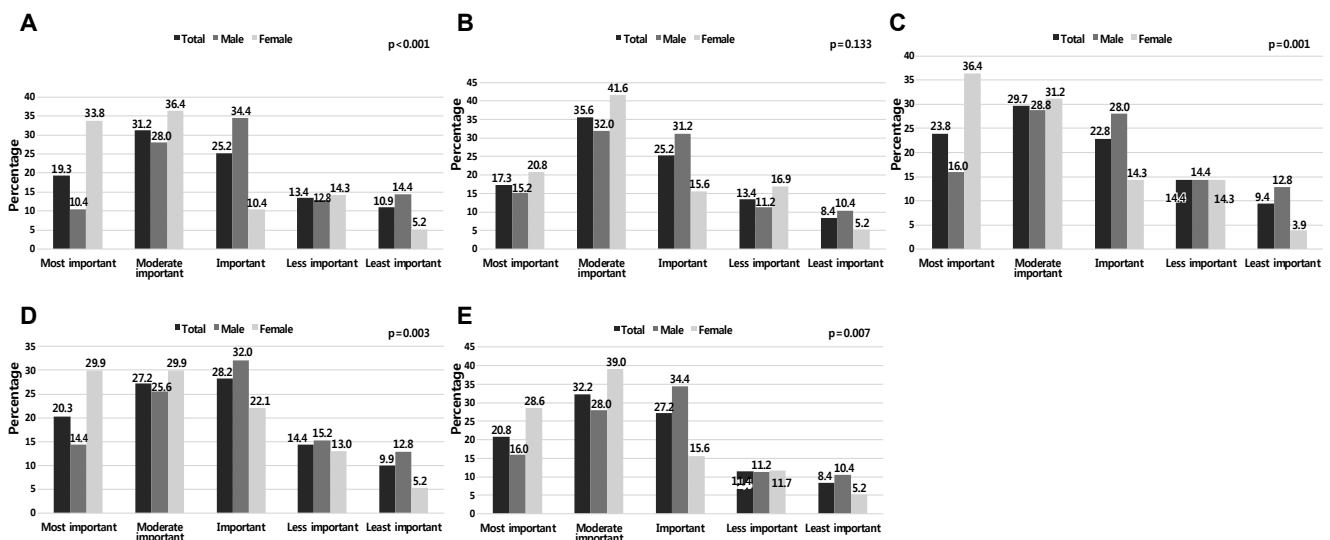 A
Total Male Female
p<0.001
Percentage
40
35
30
25
20
15
10
5
0
19.3 10.4 33.8
31.2 28.0 36.4
25.2 34.4 10.4
13.4 12.8 14.3
10.9 14.4 5.2
Most important Moderate important Important Less important Least important
B
Total Male Female
p=0.133
Percentage
45
40
35
30
25
20
15
10
5
0
17.3 15.2 20.8
35.6 32.0 41.6
25.2 31.2 15.6
13.4 11.2 16.9
8.4 10.4 5.2
Most important Moderate important Important Less important Least important
C
Total Male Female
p=0.001
Percentage
40
35
30
25
20
15
10
5
0
23.8 16.0 36.4
29.7 28.8 31.2
22.8 28.0 14.3
14.4 14.4 14.3
9.4 12.8 3.9
Most important Moderate important Important Less important Least important
D
Total Male Female
p=0.003
Percentage
35
30
25
20
15
10
5
0
20.3 14.4 29.9
27.2 25.6 29.9
28.2 32.0 22.1
14.4 15.2 13.0
9.9 12.8 5.2
Most important Moderate important Important Less important Least important
E
Total Male Female
p=0.007
Percentage
45
40
35
30
25
20
15
10
5
0
20.8 16.0 28.6
32.2 28.0 39.0
27.2 34.4 15.6
11.2 11.7
8.4 10.4 5.2
Most important Moderate important Important Less important Least important